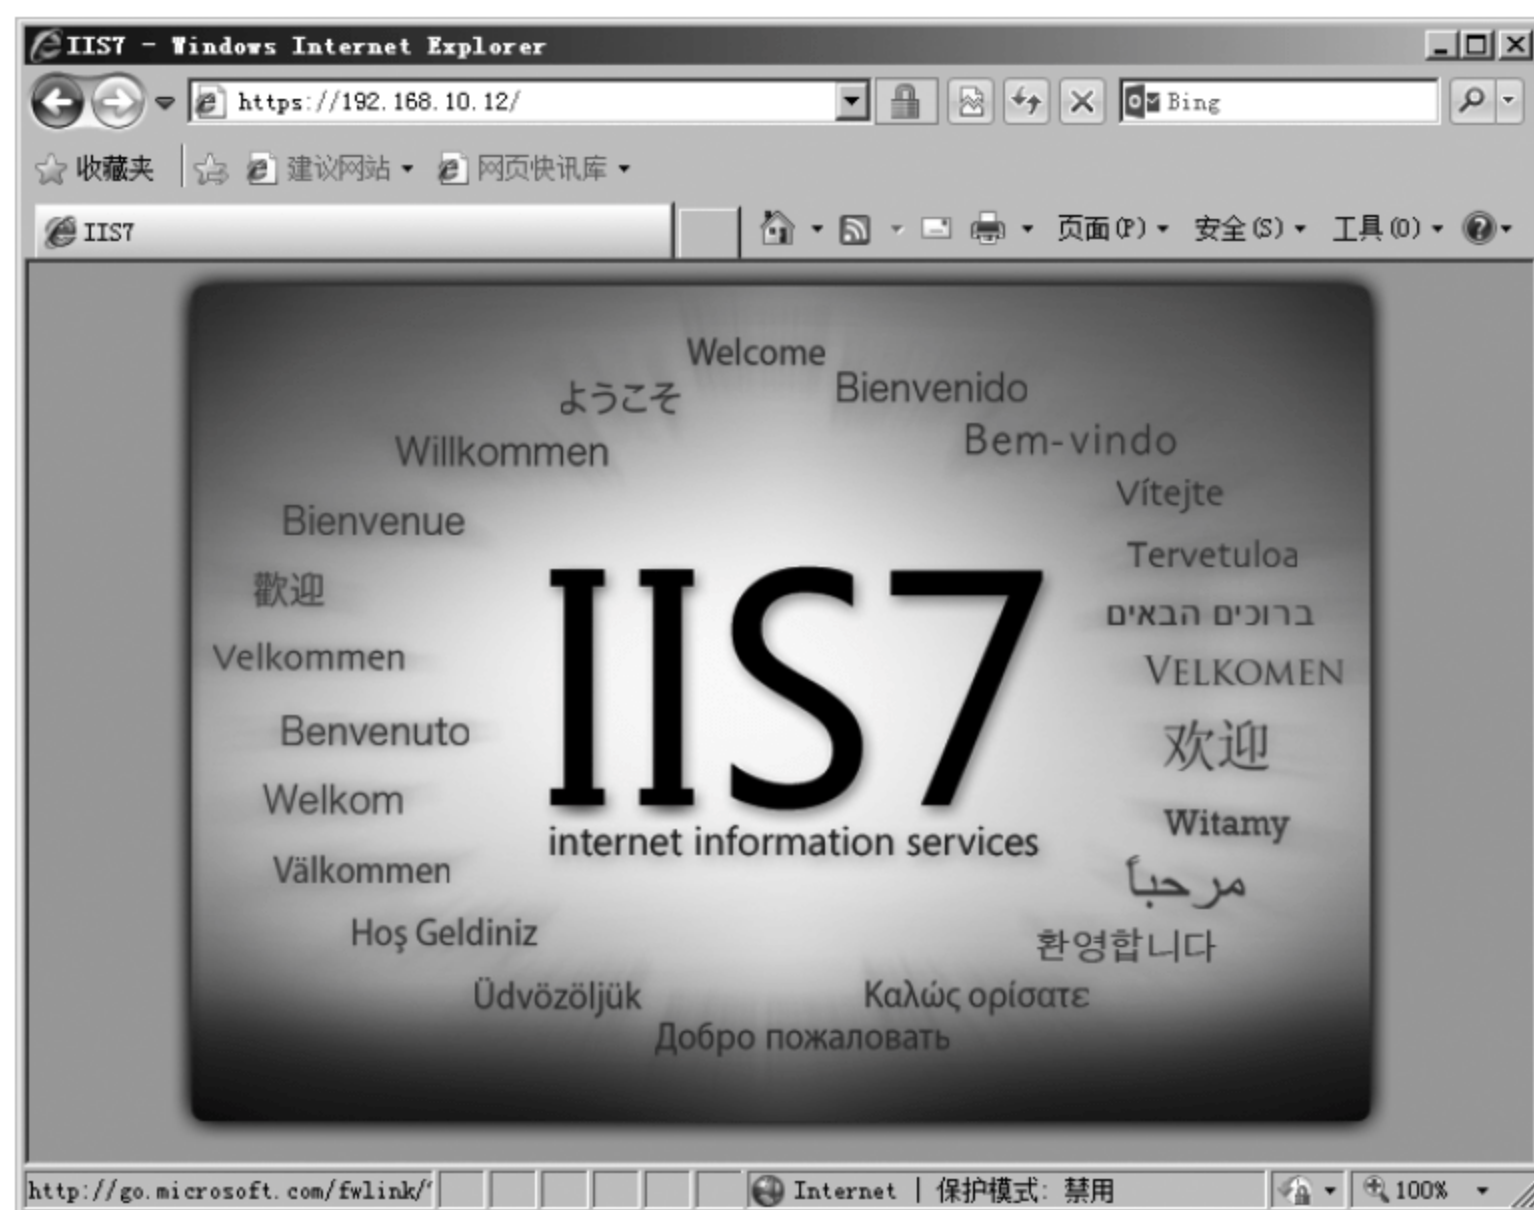 IIS7 - Windows Internet Explorer
https://192.168.10.12/
Bing
收藏夹 建议网站 网页快讯库
IIS7 页面(P) 安全(S) 工具(O)
Welcome
ようこそ Bienvenido
Willkommen Bem-vindo
Vítejte
Bienvenue
Tervetuloa
歡迎
ברוכים הבאים
Velkommen VELKOMEN
IIS7
Benvenuto 欢迎
Welkom Witamy
internet information services
Välkommen مرحباً
Hoş Geldiniz 환영합니다
Üdvözöljük Καλώς ορίσατε
Добро пожаловать
http://go.microsoft.com/fwlink/ Internet | 保护模式: 禁用 100%